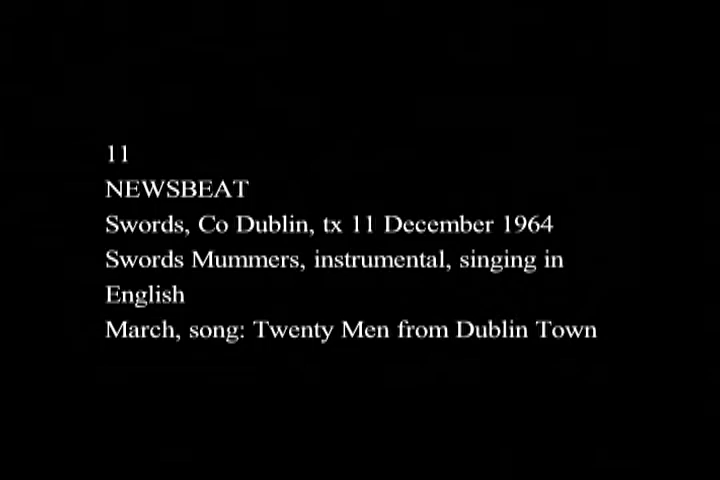 11
NEWSBEAT
Swords, Co Dublin, tx 11 December 1964
Swords Mummers, instrumental, singing in
English
March, song: Twenty Men from Dublin Town